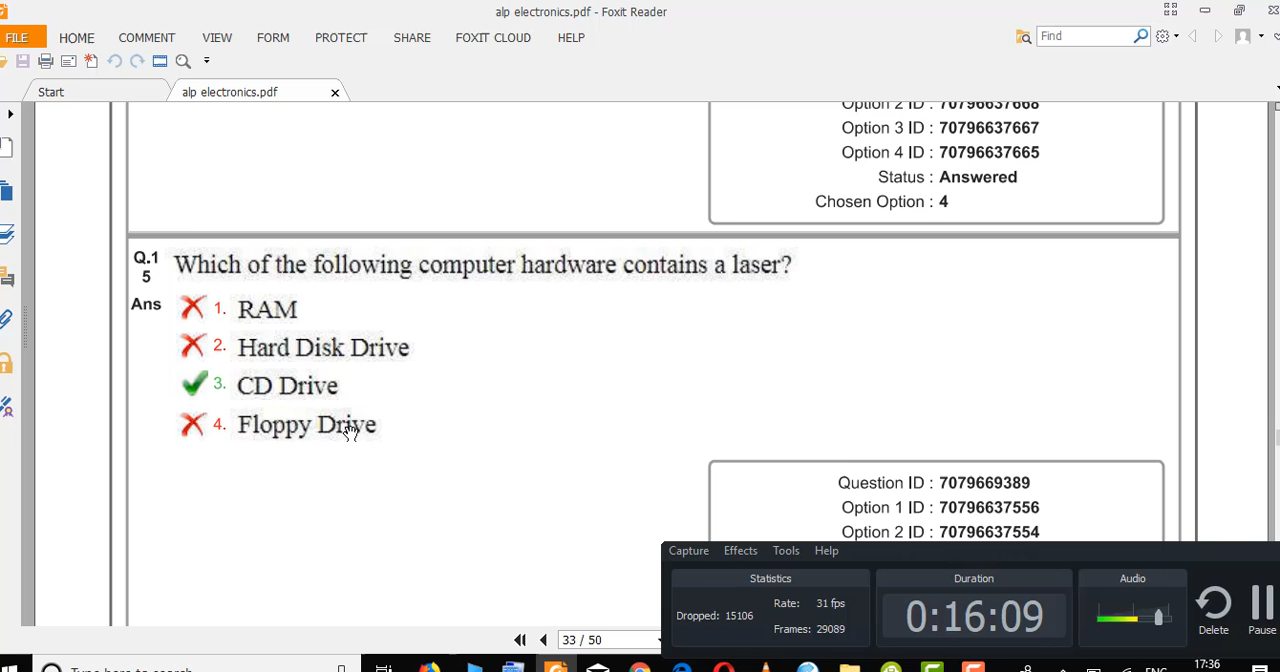 alp electronics.pdf - Foxit Reader
FILE HOME COMMENT VIEW FORM PROTECT SHARE FOXIT CLOUD HELP
Find
Start alp electronics.pdf
Option 2 ID : 70796637668
Option 3 ID : 70796637667
Option 4 ID : 70796637665
Status : Answered
Chosen Option : 4
Q.1
5
Which of the following computer hardware contains a laser?
Ans
1. RAM
2. Hard Disk Drive
3. CD Drive
4. Floppy Drive
Question ID : 7079669389
Option 1 ID : 70796637556
Option 2 ID : 70796637554
Capture Effects Tools Help
Statistics
Dropped: 15106
Rate: 31 fps
Frames: 29089
Duration
0:16:09
Audio
Delete
Pause
33 / 50
Type here to search
ENG
17:36